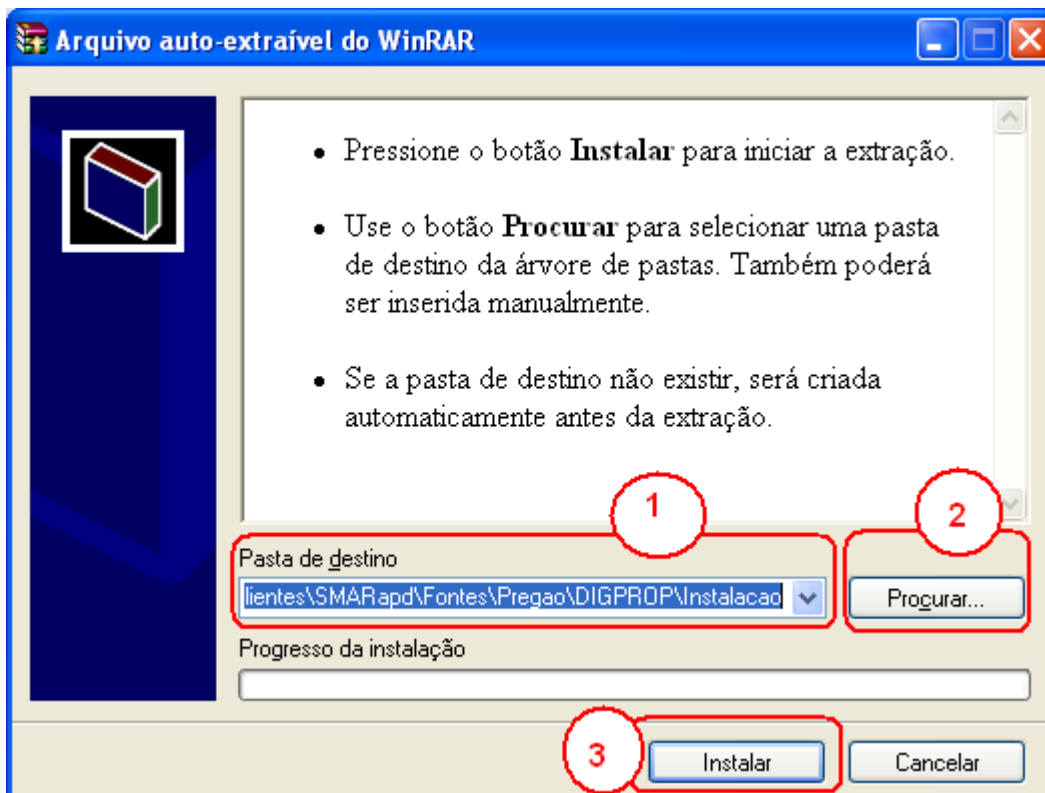 Arquivo auto-extraível do WinRAR
• Pressione o botão Instalar para iniciar a extração.
• Use o botão Procurar para selecionar uma pasta
de destino da árvore de pastas. Também poderá
ser inserida manualmente.
• Se a pasta de destino não existir, será criada
automaticamente antes da extração.
1
2
Pasta de destino
lientes\SMARapd\Fontes\Pregao\DIGPROP\Instalacao
Procurar...
Progresso da instalação
3
Instalar
Cancelar